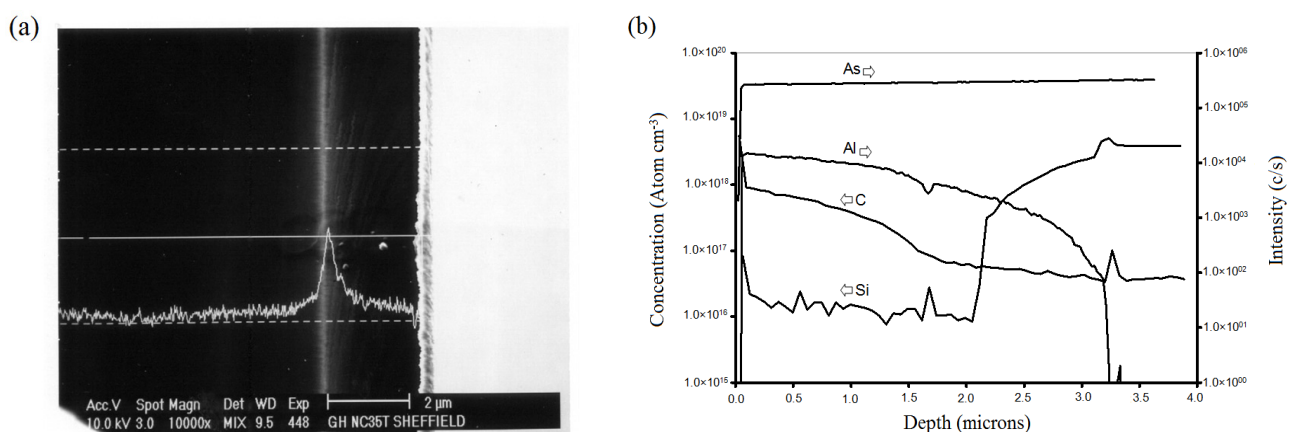 (a)
Acc.V Spot Magn Det WD Exp
10.0 kV 3.0 10000x MIX 9.5 448 GH NC35T SHEFFIELD
2 μm
(b)
Concentration (Atom cm-3)
1.0×10²⁰
1.0×10¹⁹
1.0×10¹⁸
1.0×10¹⁷
1.0×10¹⁶
1.0×10¹⁵
As ⇨
Al ⇨
⇦ C
⇦ Si
1.0×10⁰⁶
1.0×10⁰⁵
1.0×10⁰⁴
1.0×10⁰³
1.0×10⁰²
1.0×10⁰¹
1.0×10⁰⁰
Intensity (c/s)
0.0 0.5 1.0 1.5 2.0 2.5 3.0 3.5 4.0
Depth (microns)